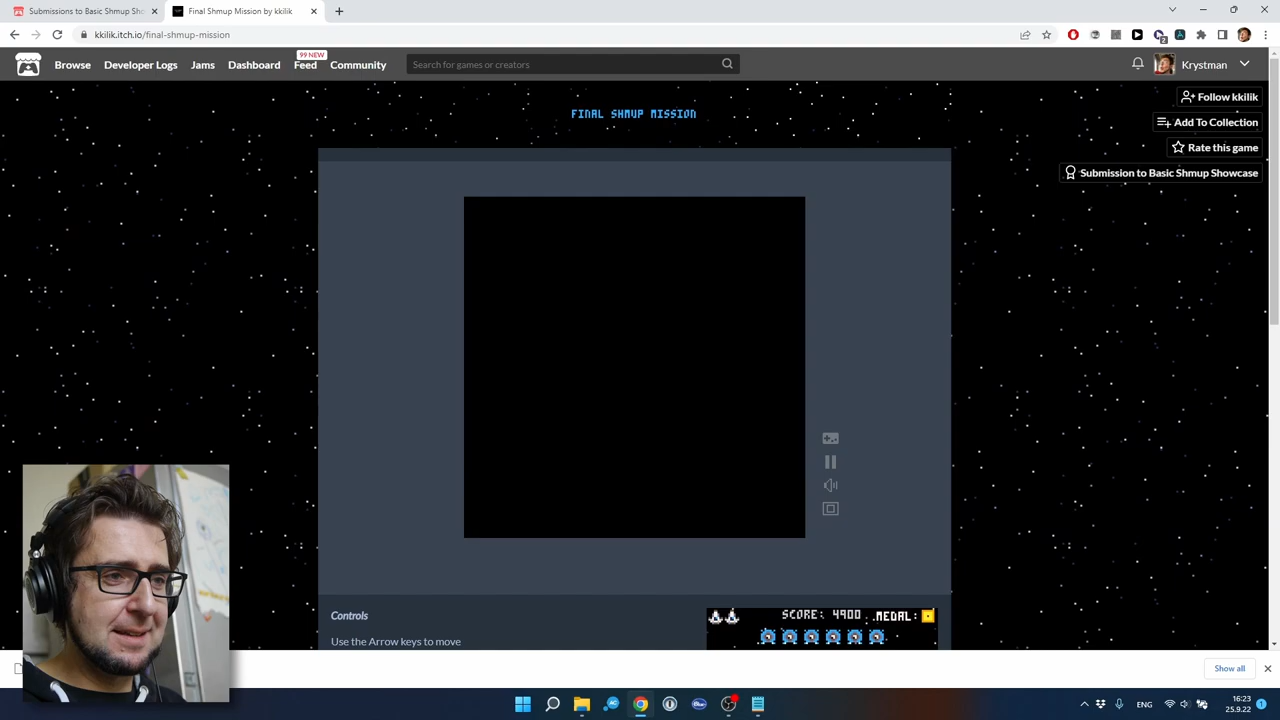 Submissions to Basic Shmup Sho
Final Shmup Mission by kkilik
kkilik.itch.io/final-shmup-mission
2
99 NEW
Browse Developer Logs Jams Dashboard Feed Community Search for games or creators Krystman
Follow kkilik
FINAL SHMUP MISSION
Add To Collection
Rate this game
Submission to Basic Shmup Showcase
Controls
SCORE: 4900 MEDAL:
Use the Arrow keys to move
Show all
ENG 16:23
25.9.22 1